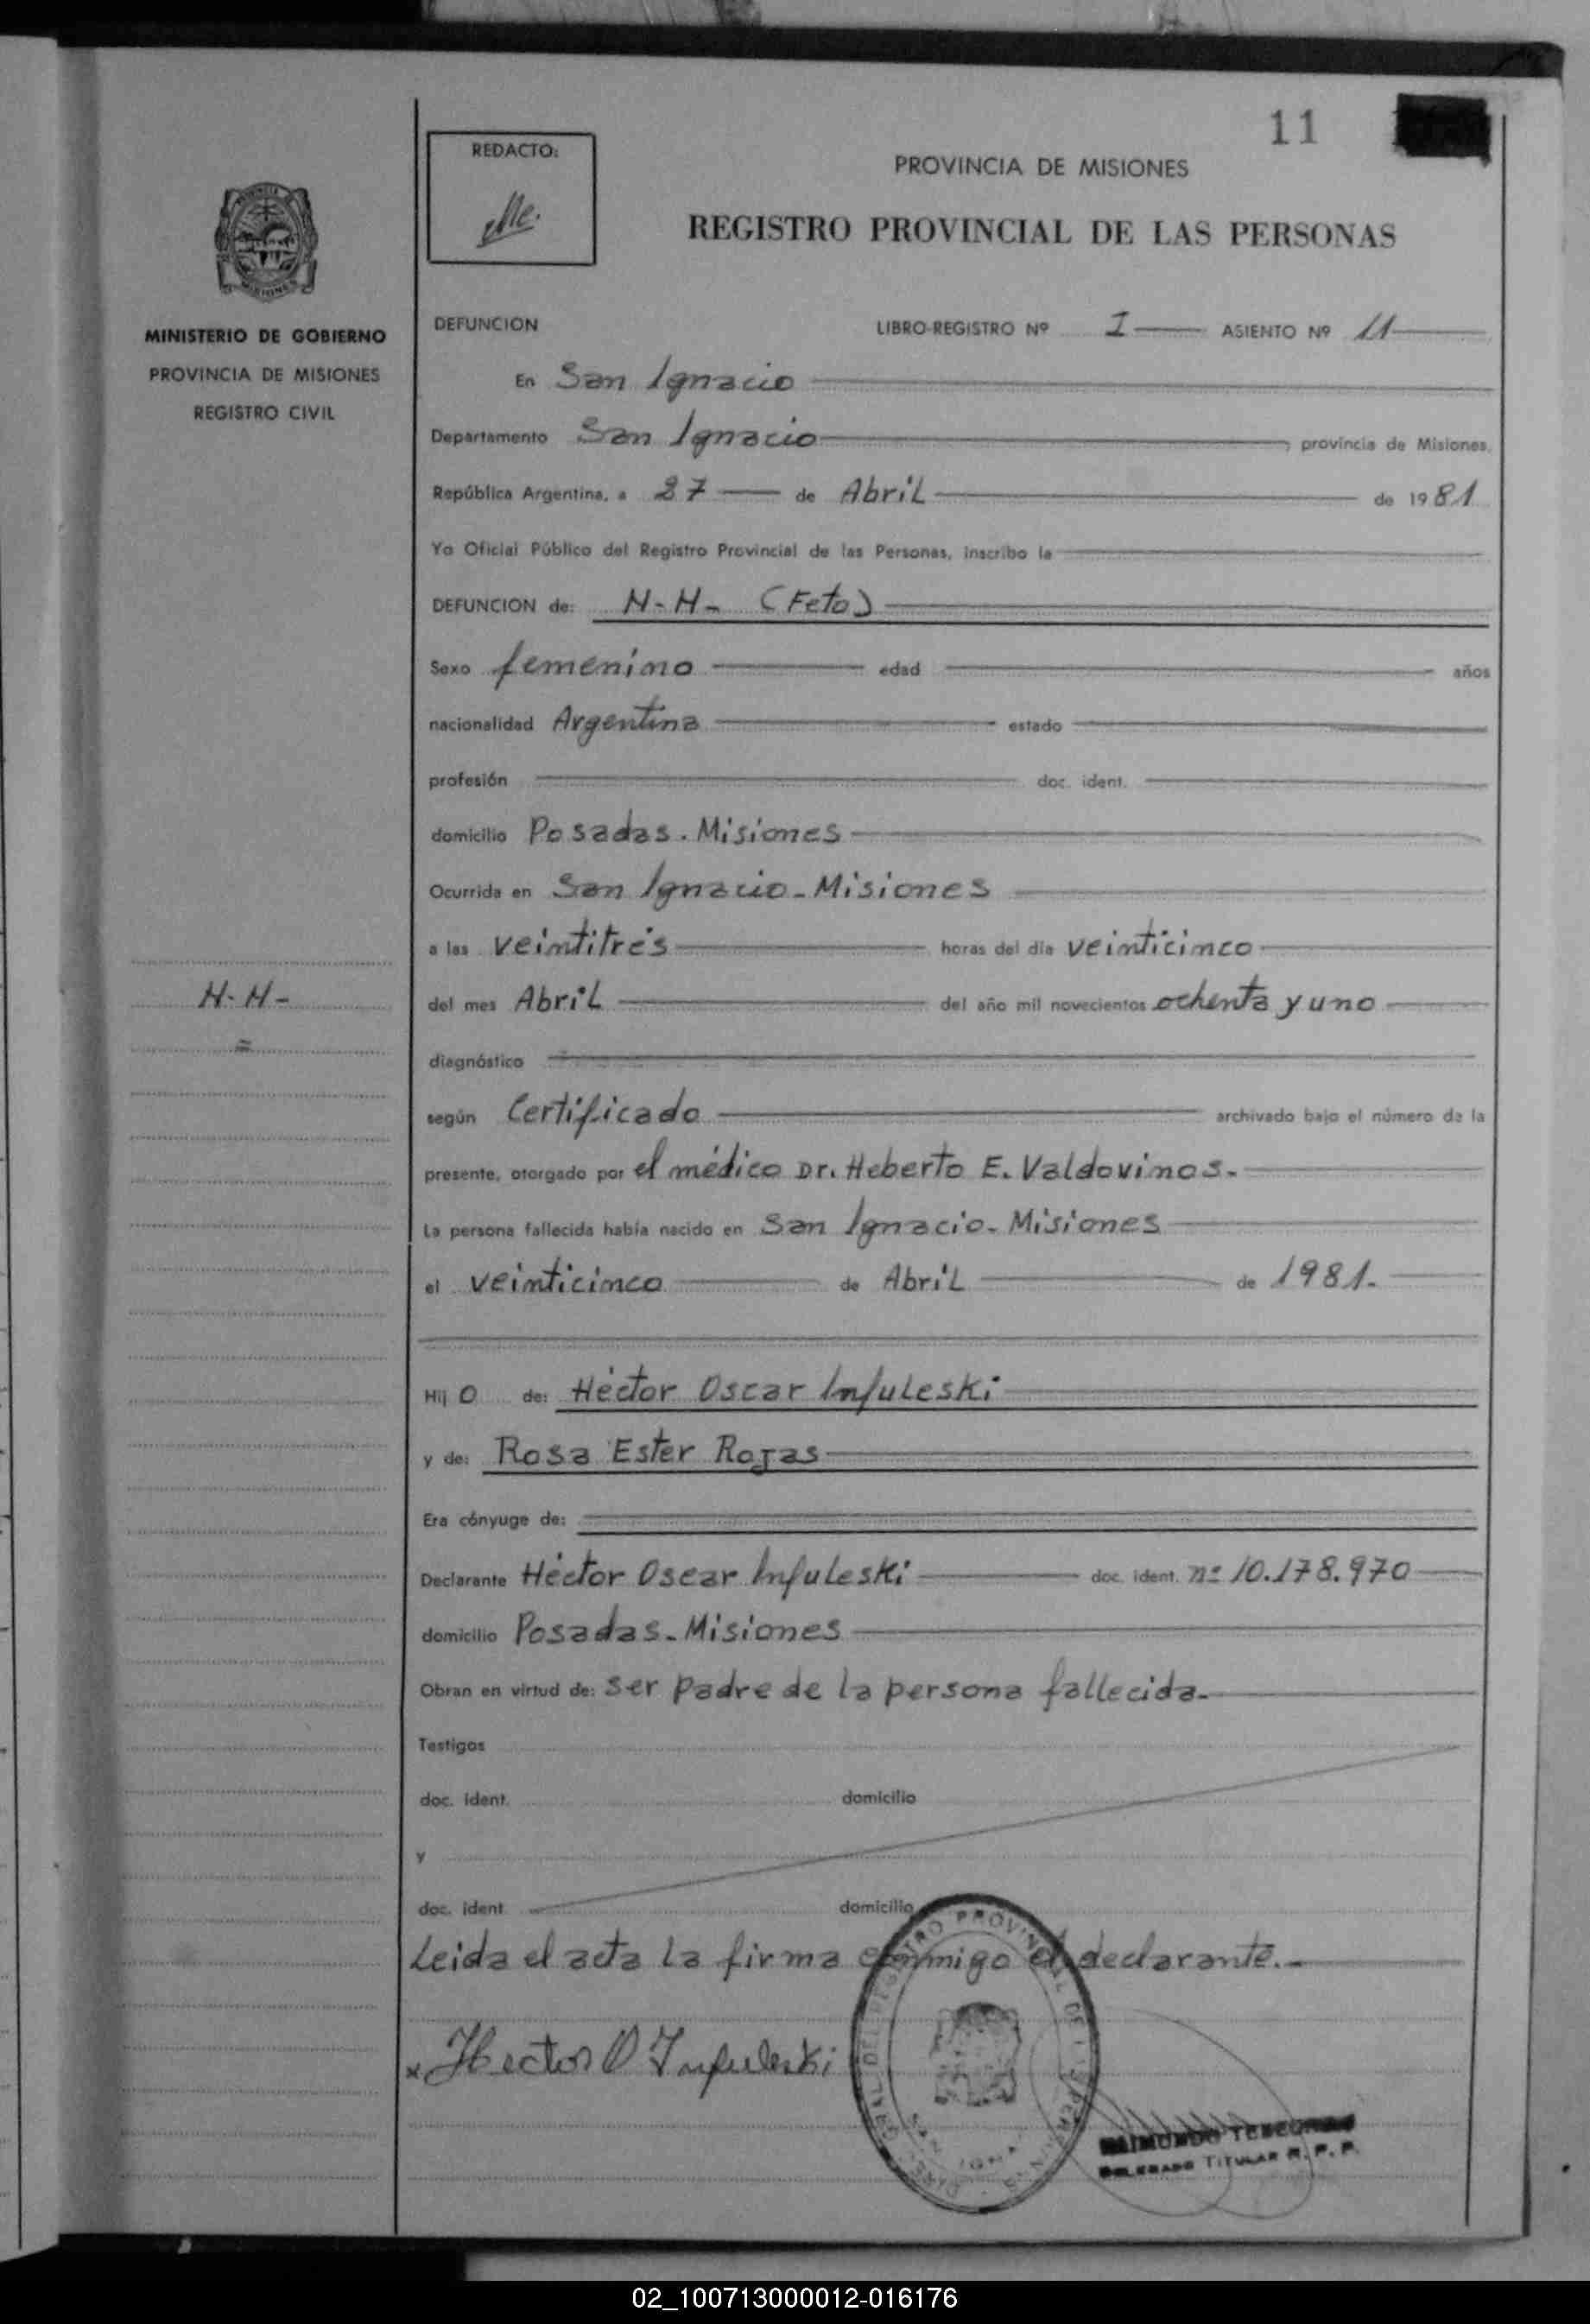 11
REDACTO:
PROVINCIA DE MISIONES
REGISTRO PROVINCIAL DE LAS PERSONAS
MINISTERIO DE GOBIERNO
PROVINCIA DE MISIONES
REGISTRO CIVIL
DEFUNCION LIBRO-REGISTRO Nº I ASIENTO Nº 11
En San Ignacio
Departamento San Ignacio, provincia de Misiones,
República Argentina, a 27 de Abril de 1981
Yo Oficial Público del Registro Provincial de las Personas, inscribo la
DEFUNCION de: N-N- (Feto)
Sexo femenino edad años
nacionalidad Argentina estado
profesión doc. ident.
domicilio Posadas. Misiones
Ocurrida en San Ignacio-Misiones
a las veintitrés horas del día veinticinco
N-N-
del mes Abril del año mil novecientos ochenta y uno
diagnóstico
según Certificado archivado bajo el número de la
presente, otorgado por el médico Dr. Heberto E. Valdovinos.-
La persona fallecida había nacido en San Ignacio-Misiones
el veinticinco de Abril de 1981.
Hij o de: Héctor Oscar Infuleski
y de: Rosa Ester Rojas
Era cónyuge de:
Declarante Héctor Oscar Infuleski doc. ident. nº 10.178.970
domicilio Posadas-Misiones
Obran en virtud de: ser padre de la persona fallecida.
Testigos
doc. ident. domicilio
y
doc. ident. domicilio
Leida el acta la firma conmigo el declarante.-
x Hector O Infuleski
RAIMUNDO
DELEGADO TITULAR R. P. P.
02_100713000012-016176